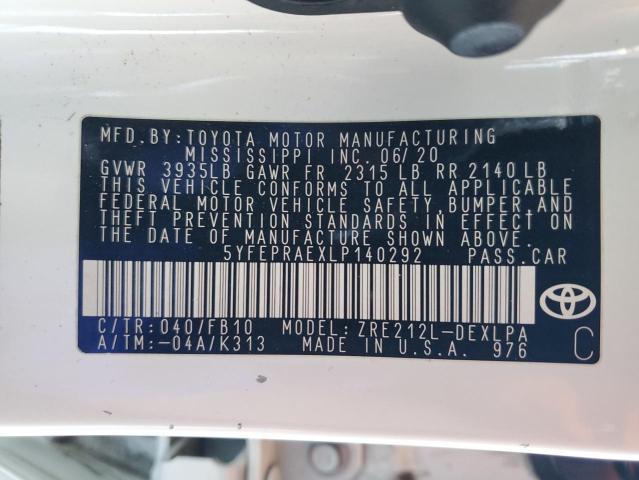 MFD. BY: TOYOTA MOTOR MANUFACTURING
MISSISSIPPI INC. 06/20
GVWR 3935LB GAWR FR 2315 LB RR 2140 LB
THIS VEHICLE CONFORMS TO ALL APPLICABLE
FEDERAL MOTOR VEHICLE SAFETY, BUMPER, AND
THEFT PREVENTION STANDARDS IN EFFECT ON
THE DATE OF MANUFACTURE SHOWN ABOVE.
5YFEPRAEXLP140292 PASS.CAR
C/TR: 040/FB10 MODEL: ZRE212L-DEXLPA
A/TM: -04A/K313 MADE IN U.S.A. 976 C